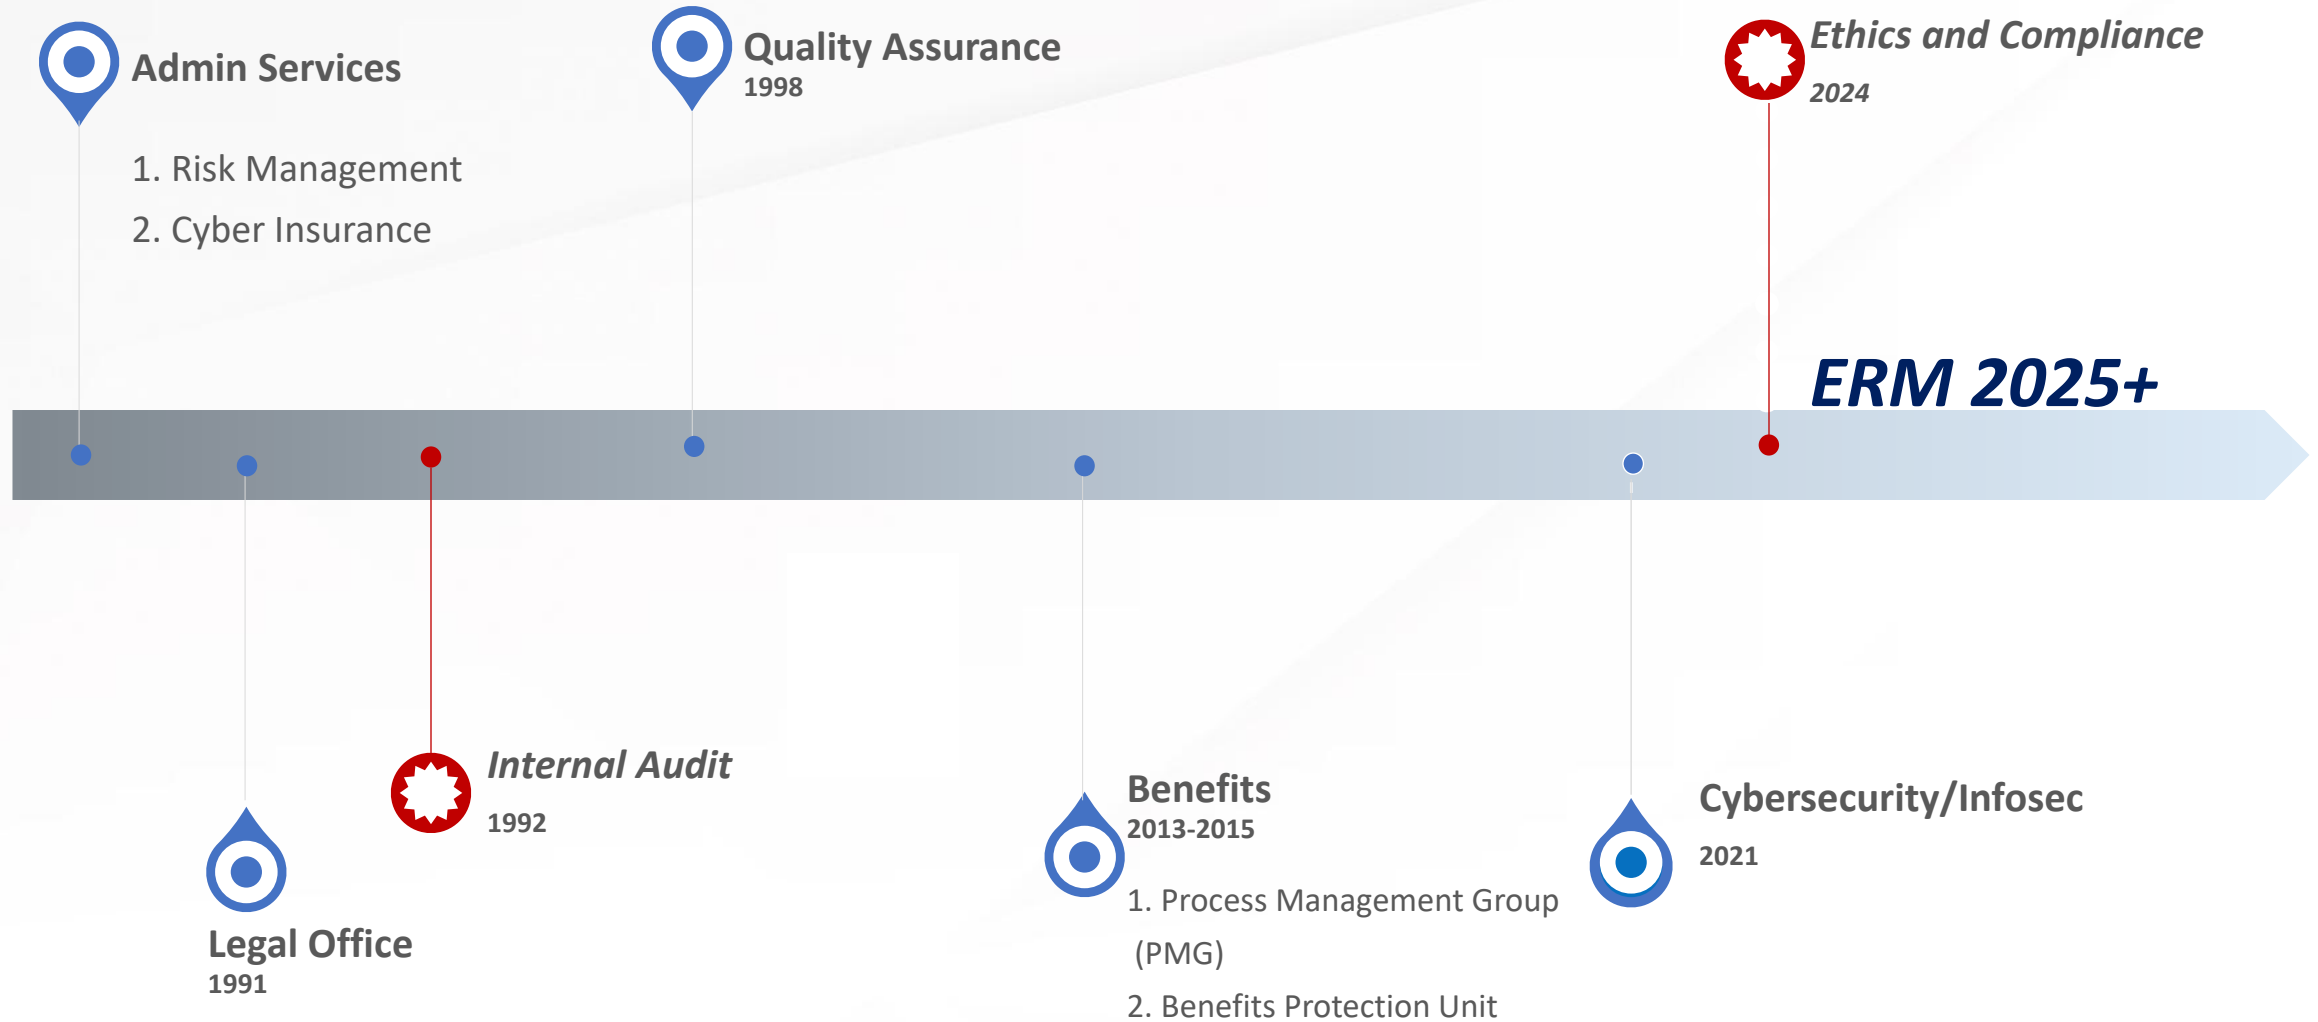 Admin Services
1. Risk Management
2. Cyber Insurance
Quality Assurance
1998
Ethics and Compliance
2024
ERM 2025+
Internal Audit
1992
Legal Office
1991
Benefits
2013-2015
1. Process Management Group
(PMG)
2. Benefits Protection Unit
Cybersecurity/Infosec
2021